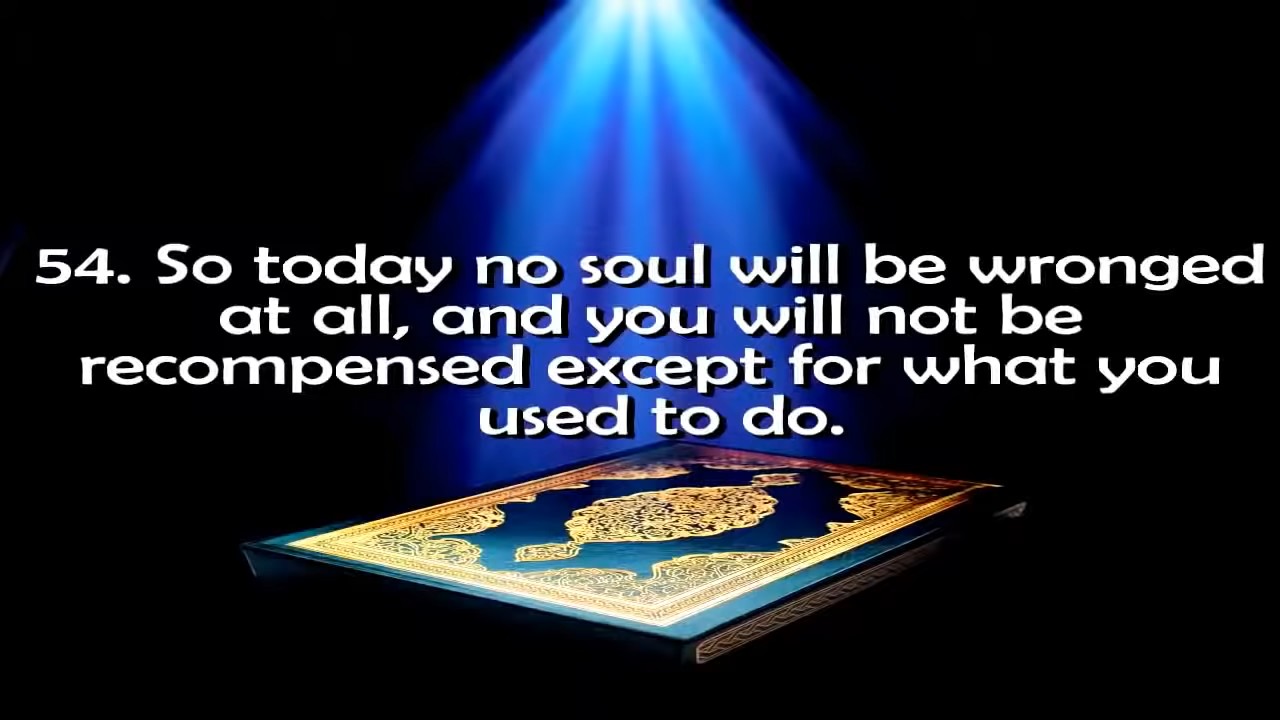 54. So today no soul will be wronged
at all, and you will not be
recompensed except for what you
used to do.